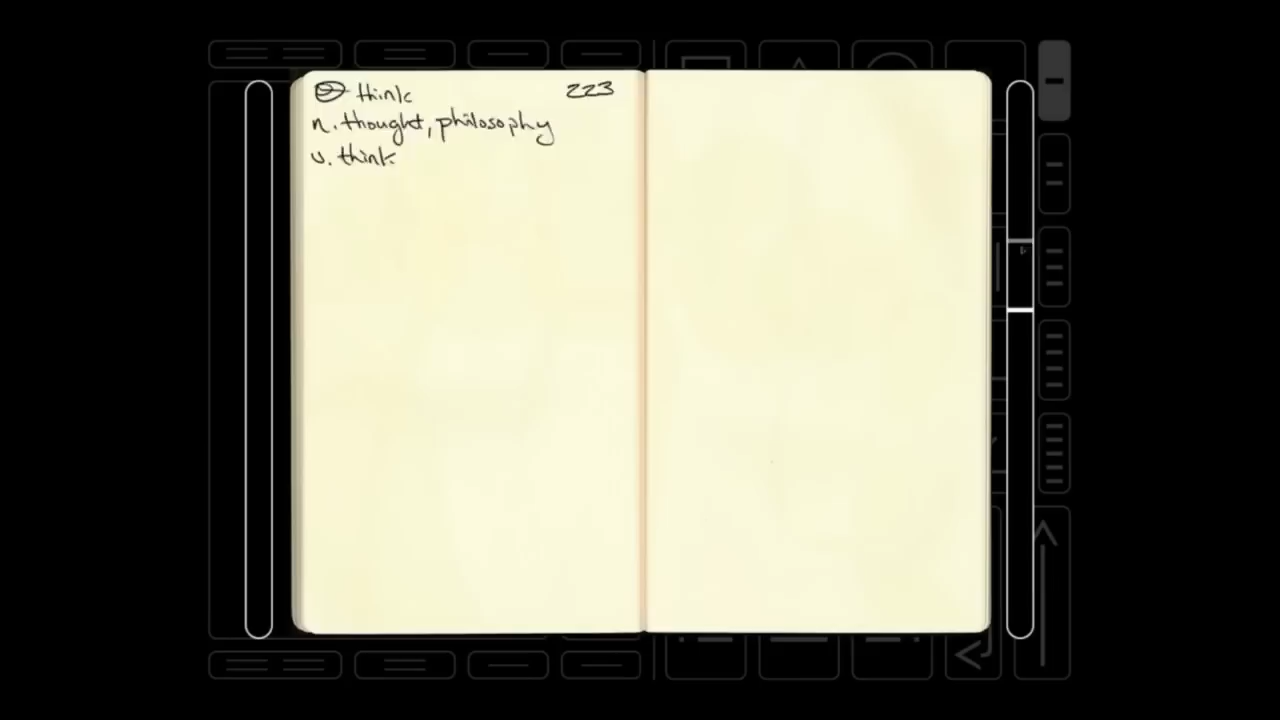 think 223
n. thought, philosophy
v. think